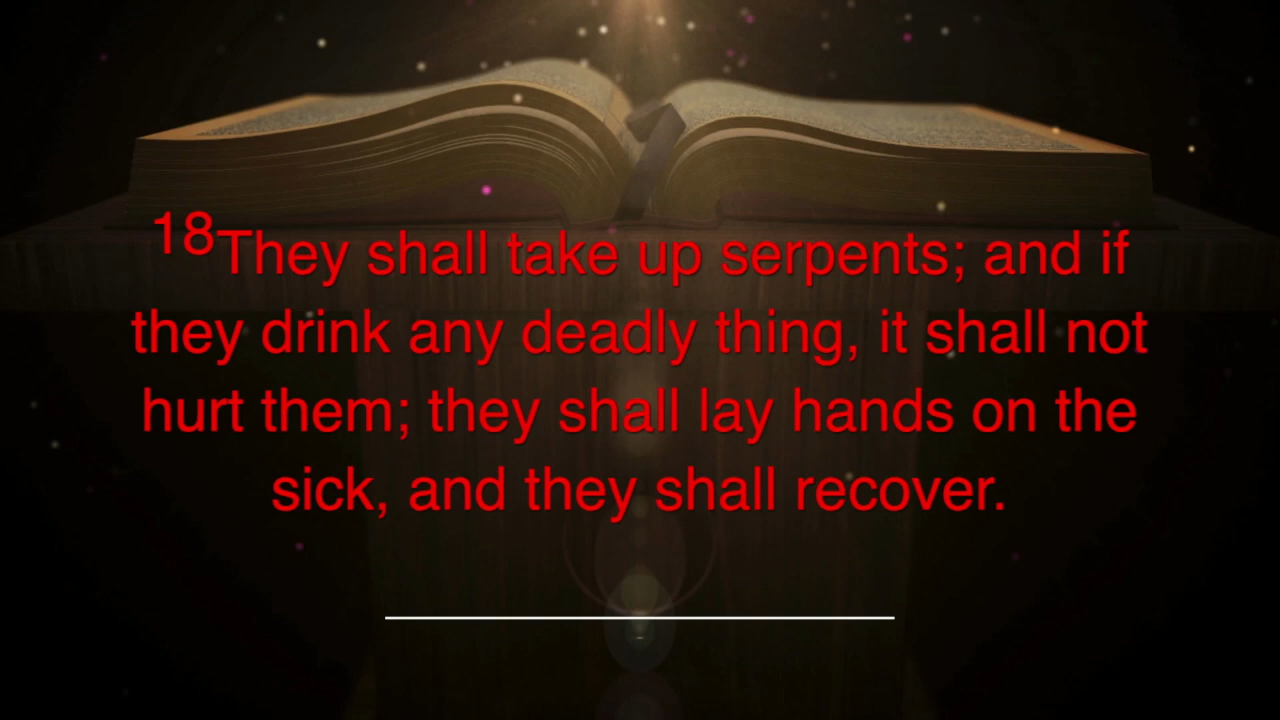 18They shall take up serpents; and if
they drink any deadly thing, it shall not
hurt them; they shall lay hands on the
sick, and they shall recover.